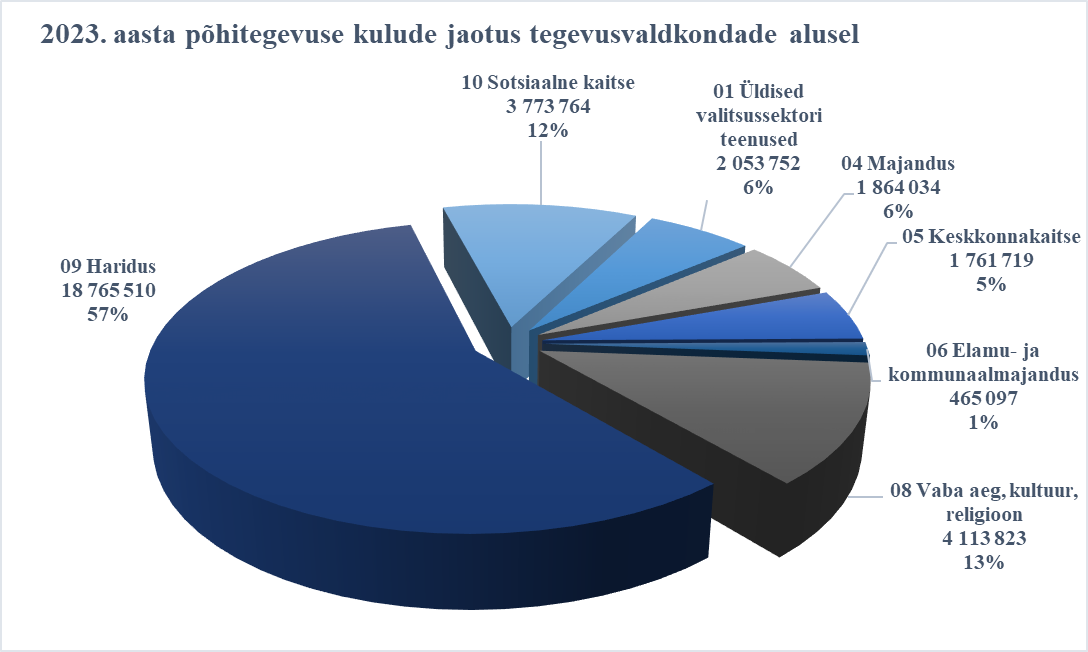 2023. aasta põhitegevuse kulude jaotus tegevusvaldkondade alusel
10 Sotsiaalne kaitse
3 773 764
12%
01 Üldised
valitsussektori
teenused
2 053 752
6%
04 Majandus
1 864 034
6%
05 Keskkonnakaitse
1 761 719
5%
06 Elamu- ja
kommunaalmajandus
465 097
1%
08 Vaba aeg, kultuur,
religioon
4 113 823
13%
09 Haridus
18 765 510
57%